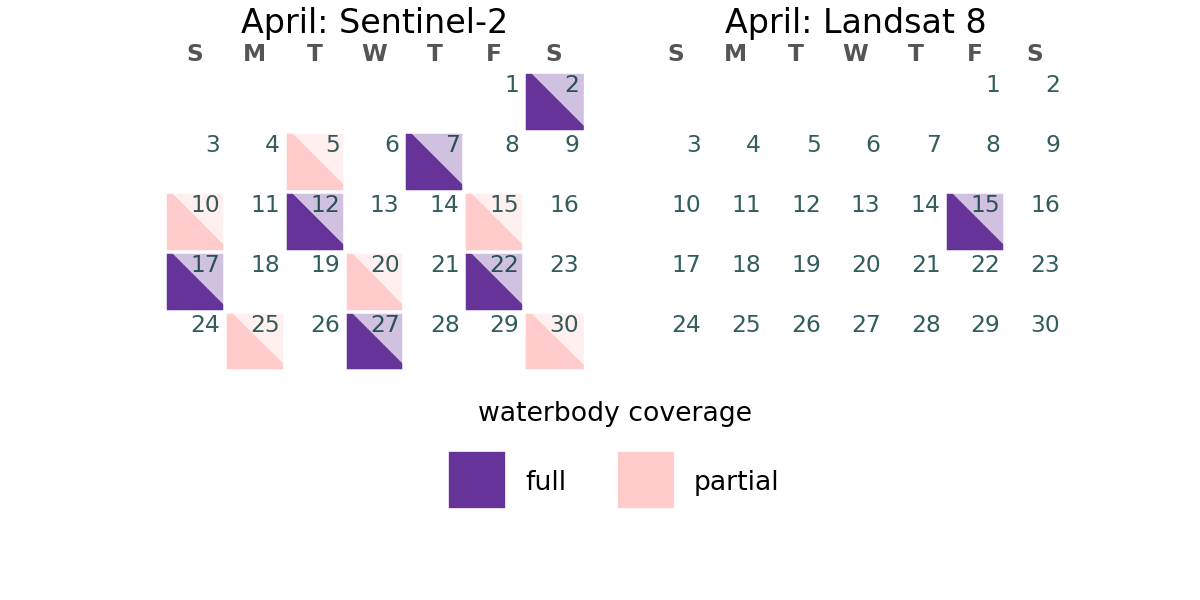 April: Sentinel-2
S M T W T F S
1 2
3 4 5 6 7 8 9
10 11 12 13 14 15 16
17 18 19 20 21 22 23
24 25 26 27 28 29 30
April: Landsat 8
S M T W T F S
1 2
3 4 5 6 7 8 9
10 11 12 13 14 15 16
17 18 19 20 21 22 23
24 25 26 27 28 29 30
waterbody coverage
full
partial